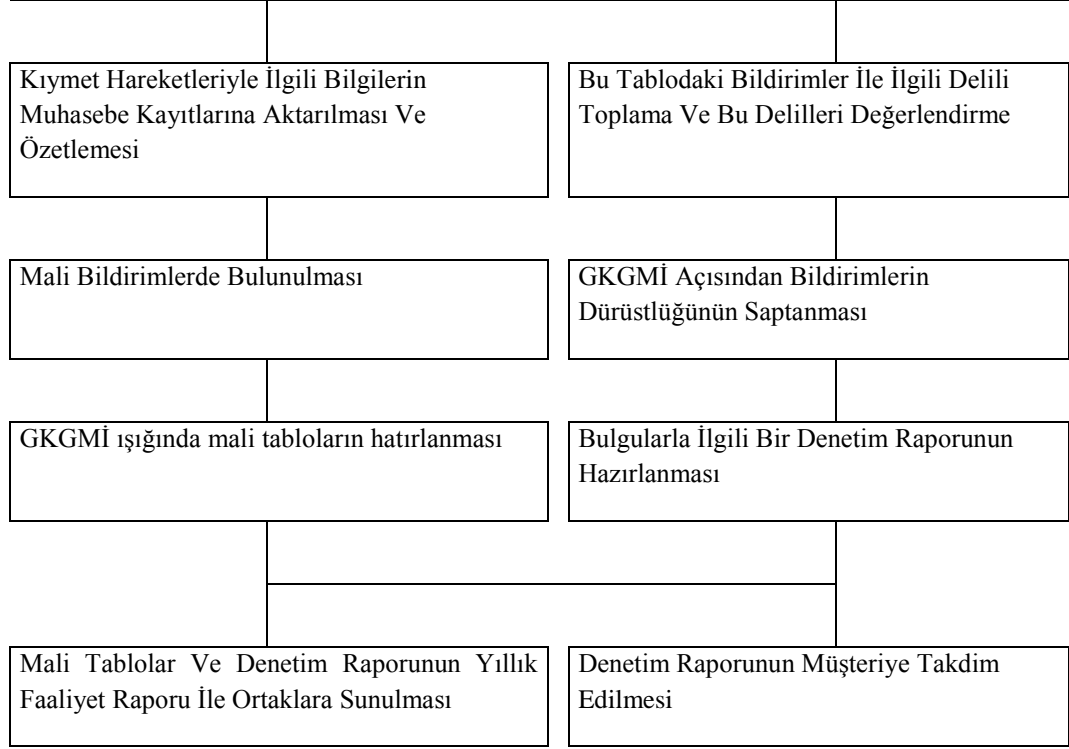 Kıymet Hareketleriyle İlgili Bilgilerin
Muhasebe Kayıtlarına Aktarılması Ve
Özetlemesi
Bu Tablodaki Bildirimler İle İlgili Delili
Toplama Ve Bu Delilleri Değerlendirme
Mali Bildirimlerde Bulunulması
GKGMİ Açısından Bildirimlerin
Dürüstlüğünün Saptanması
GKGMİ ışığında mali tabloların hatırlanması
Bulgularla İlgili Bir Denetim Raporunun
Hazırlanması
Mali Tablolar Ve Denetim Raporunun Yıllık
Faaliyet Raporu İle Ortaklara Sunulması
Denetim Raporunun Müşteriye Takdim
Edilmesi